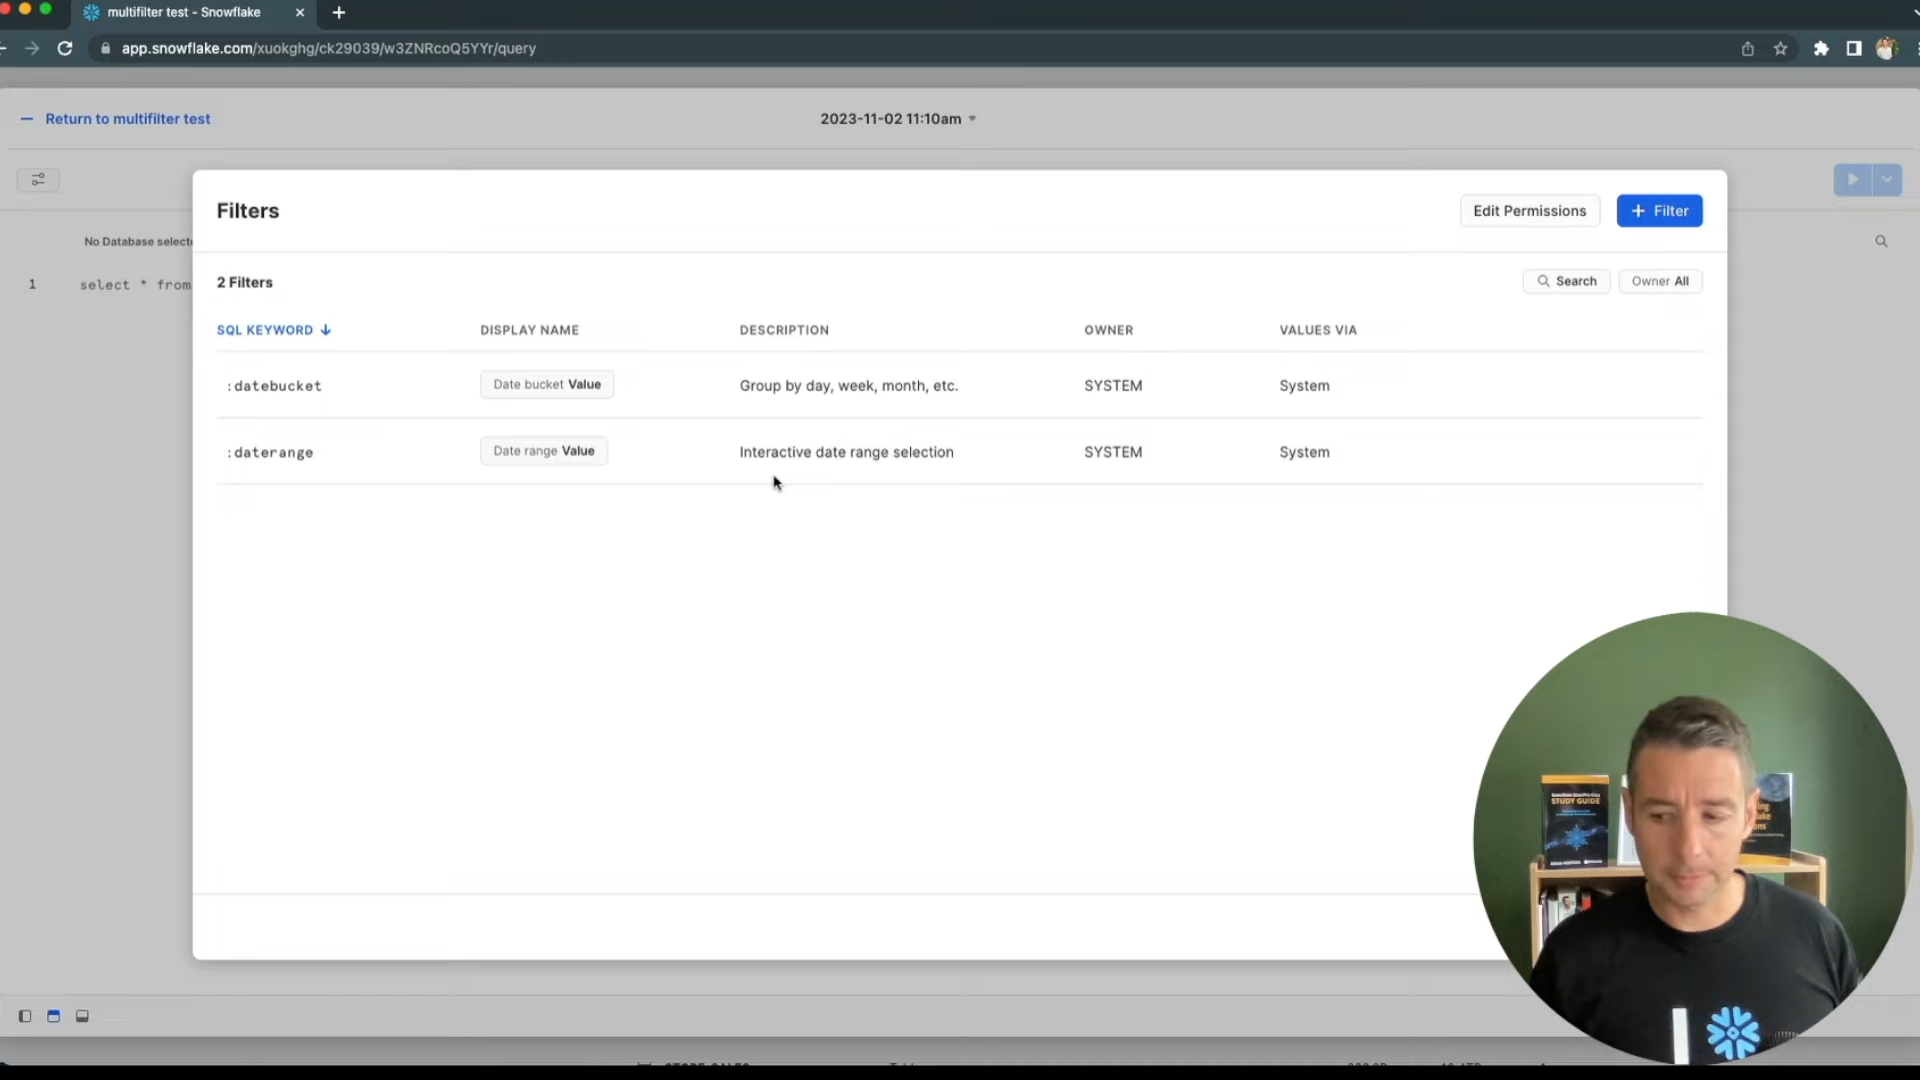 multifilter test - Snowflake
app.snowflake.com/xuokghg/ck29039/w3ZNRcoQ5YYr/query
Return to multifilter test
2023-11-02 11:10am
Filters
Edit Permissions
+ Filter
No Database selecte
1 select * from
2 Filters
Search
Owner All
SQL KEYWORD
DISPLAY NAME
DESCRIPTION
OWNER
VALUES VIA
:datebucket
Date bucket Value
Group by day, week, month, etc.
SYSTEM
System
:daterange
Date range Value
Interactive date range selection
SYSTEM
System
STUDY GUIDE